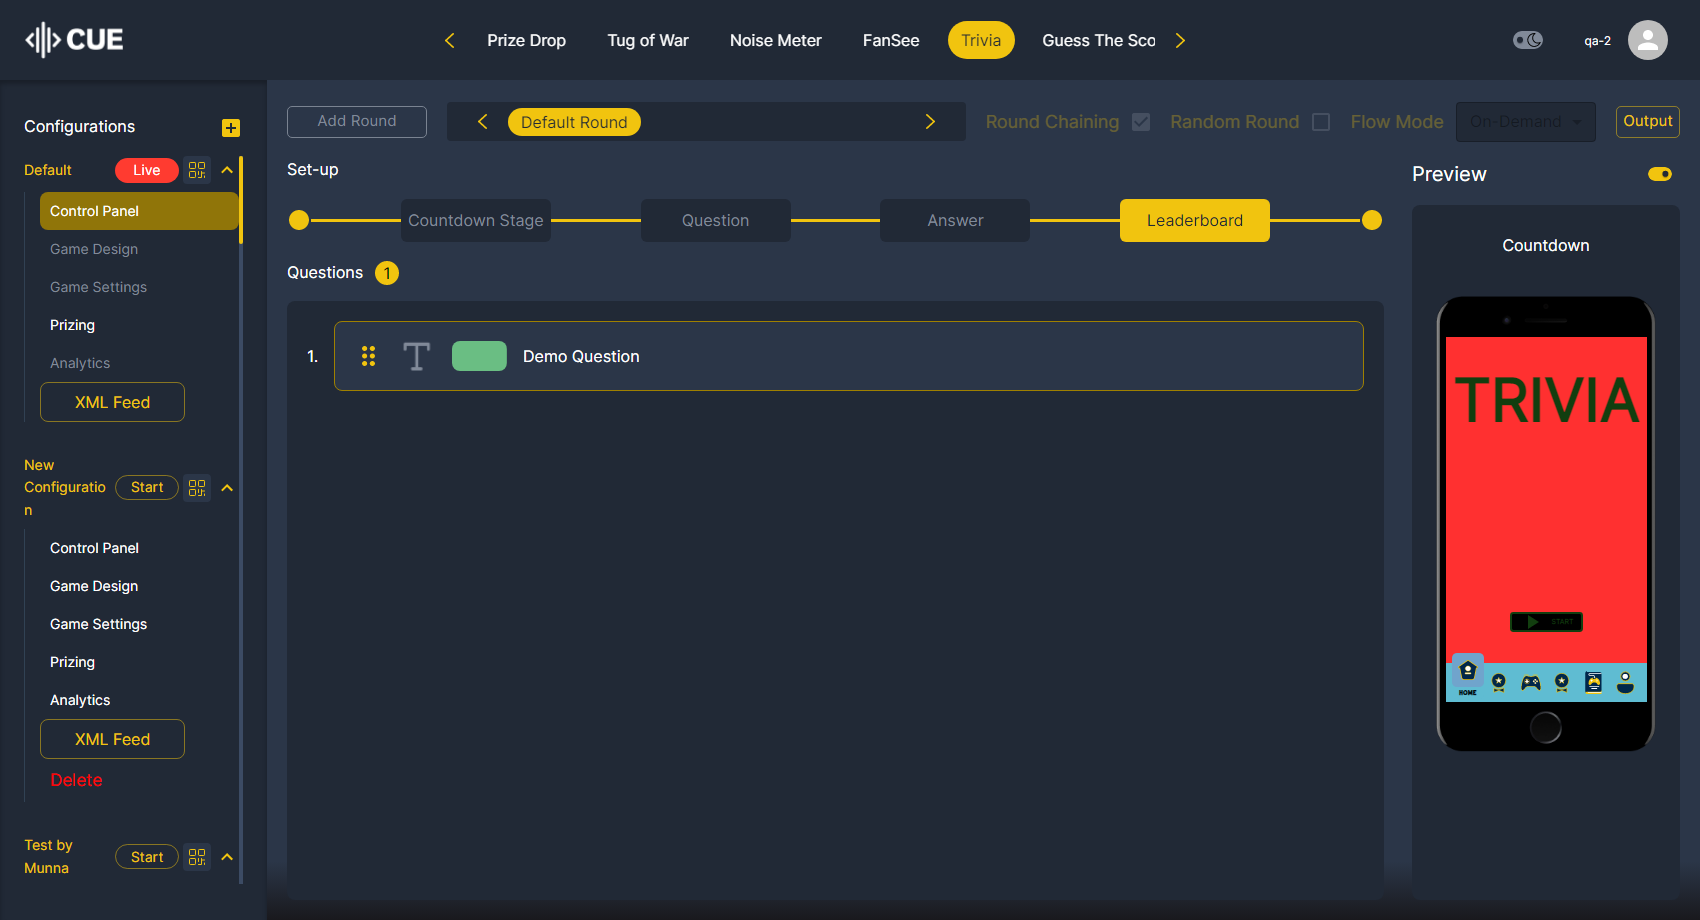 CUE
Prize Drop
Tug of War
Noise Meter
FanSee
Trivia
Guess The Sco
qa-2
Configurations
Default
Live
Control Panel
Game Design
Game Settings
Prizing
Analytics
XML Feed
New
Configuratio
n
Start
Control Panel
Game Design
Game Settings
Prizing
Analytics
XML Feed
Delete
Test by
Munna
Start
Add Round
Default Round
Round Chaining
Random Round
Flow Mode
On-Demand
Output
Set-up
Countdown Stage
Question
Answer
Leaderboard
Questions 1
1.
T
Demo Question
Preview
Countdown
TRIVIA
START
HOME